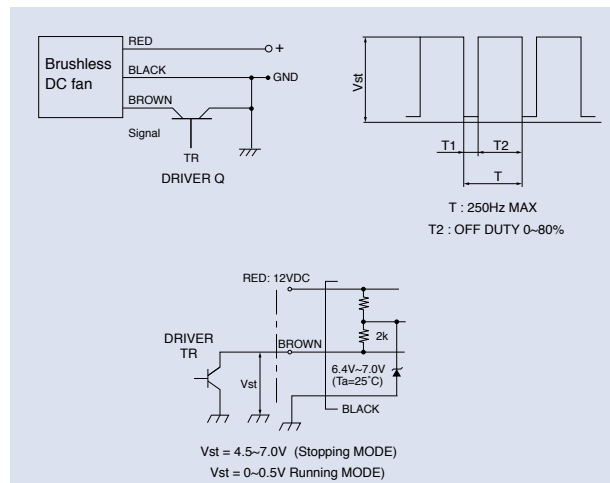 RED
+
Brushless
DC fan
BLACK
GND
BROWN
Signal
TR
DRIVER Q
Vst
T1
T2
T
T : 250Hz MAX
T2 : OFF DUTY 0~80%
RED: 12VDC
DRIVER
TR
BROWN
2k
Vst
6.4V~7.0V
(Ta=25˚C)
BLACK
Vst = 4.5~7.0V (Stopping MODE)
Vst = 0~0.5V Running MODE)